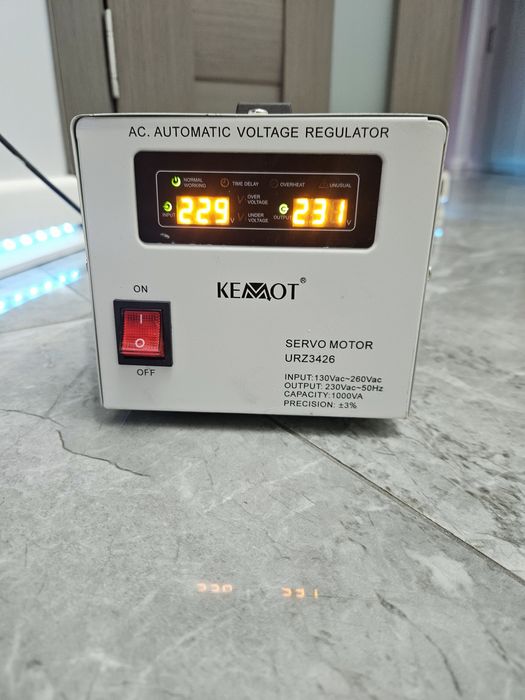 AC. AUTOMATIC VOLTAGE REGULATOR
NORMAL WORKING
TIME DELAY
OVERHEAT
UNUSUAL
INPUT
229
V
OVER VOLTAGE
UNDER VOLTAGE
OUTPUT
231
V
KEMOT®
ON
I
O
OFF
SERVO MOTOR
URZ3426
INPUT:130Vac~260Vac
OUTPUT: 230Vac~50Hz
CAPACITY:1000VA
PRECISION: ±3%